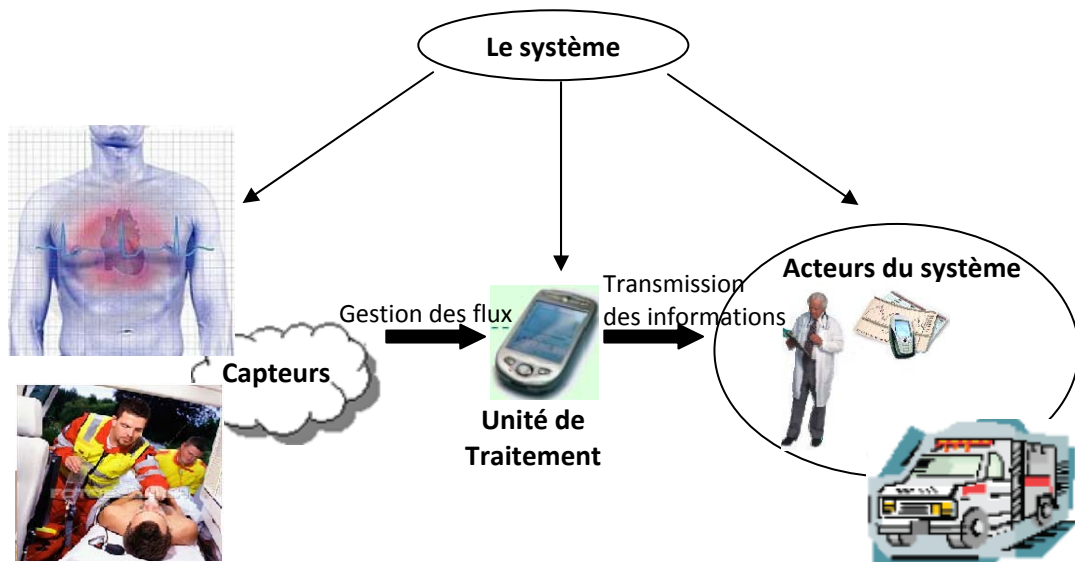 Le système
Acteurs du système
Gestion des flux
Transmission
des informations
Capteurs
Unité de
Traitement